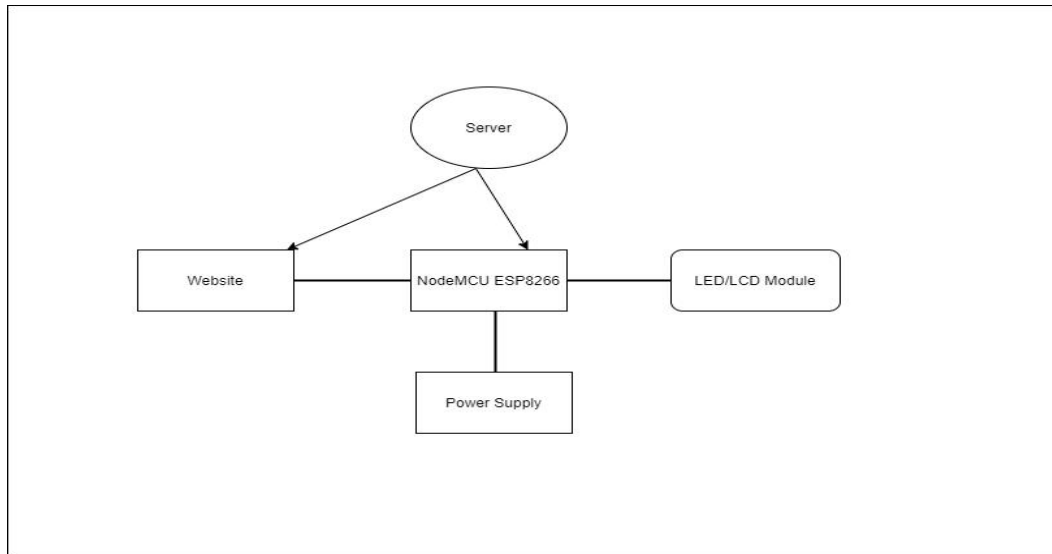 Server
Website
NodeMCU ESP8266
LED/LCD Module
Power Supply